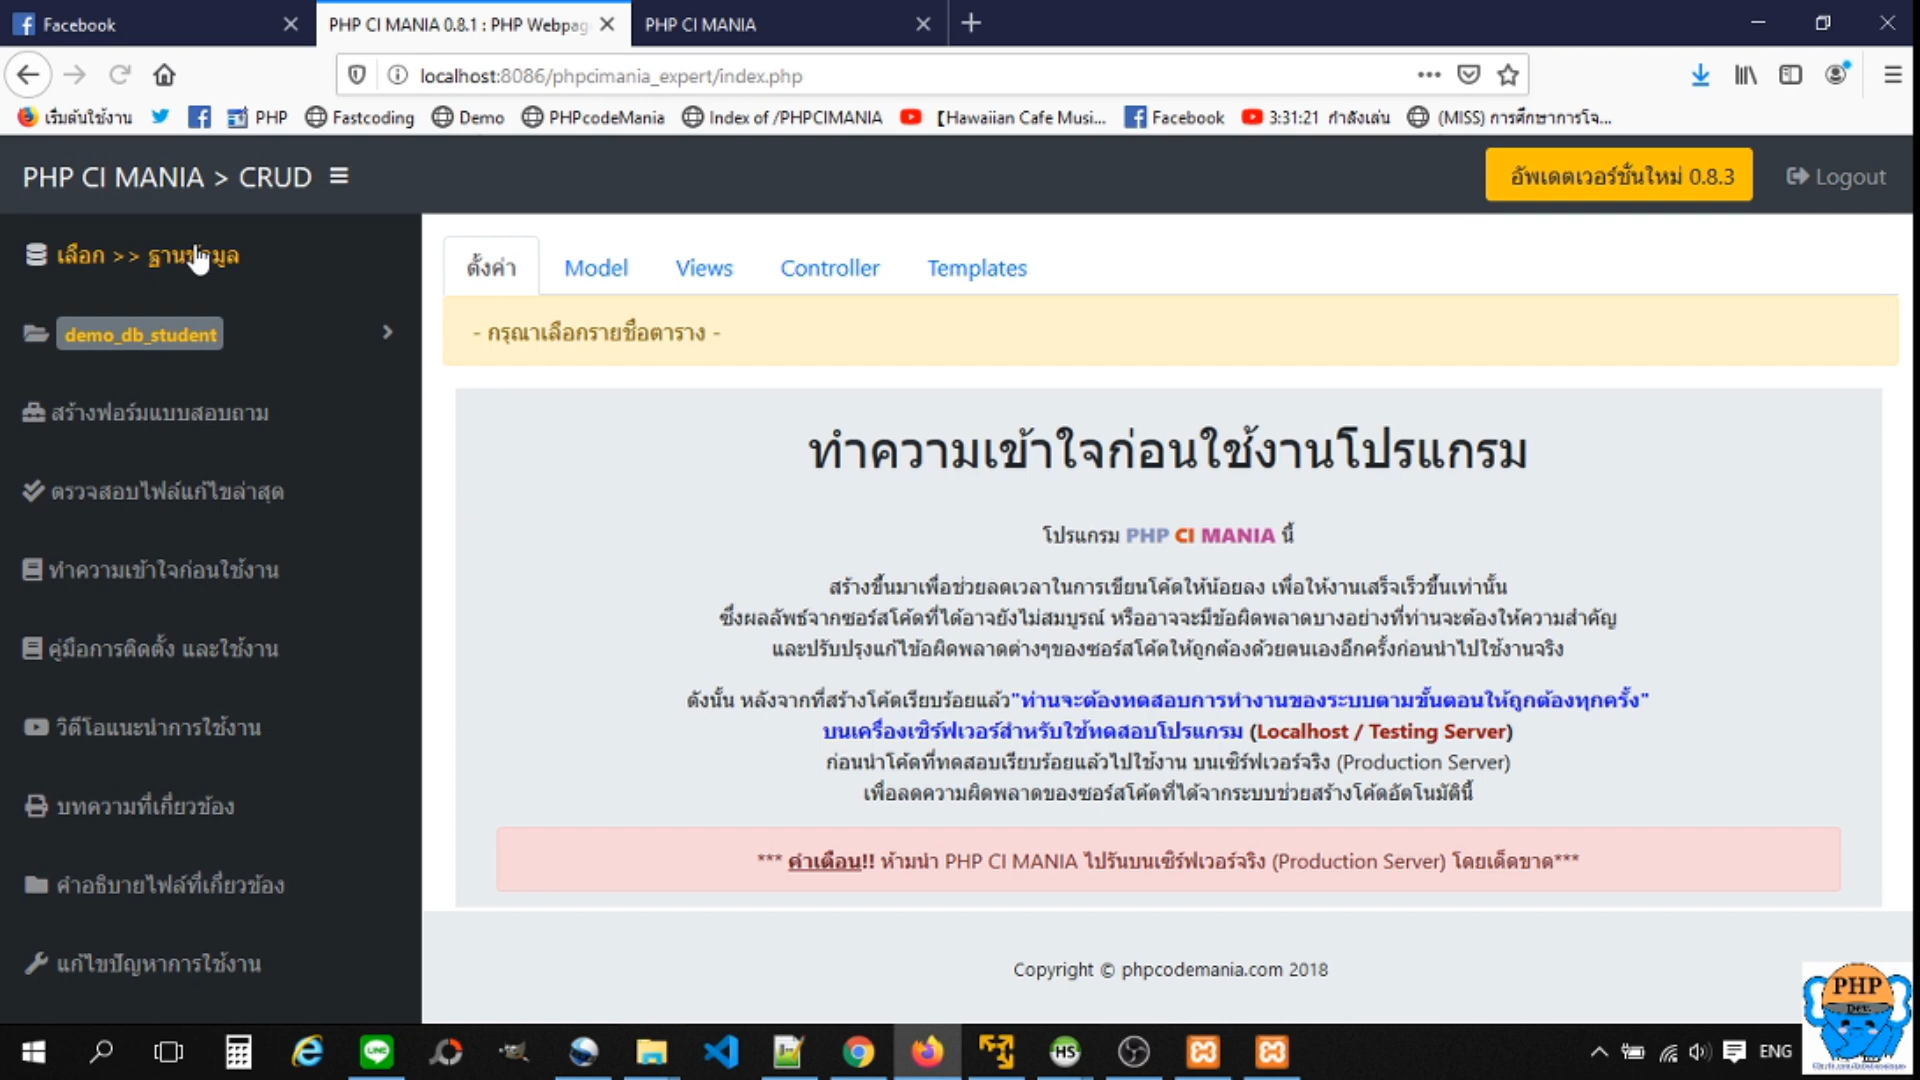 Facebook
PHP CI MANIA 0.8.1 : PHP Webpag
PHP CI MANIA
localhost:8086/phpcimania_expert/index.php
เริ่มต้นใช้งาน
PHP
Fastcoding
Demo
PHPcodeMania
Index of /PHPCIMANIA
【Hawaiian Cafe Musi...
Facebook
3:31:21 กำลังเล่น
(MISS) การศึกษาการโจ...
PHP CI MANIA > CRUD
อัพเดตเวอร์ชั่นใหม่ 0.8.3
Logout
เลือก >> ฐานข้อมูล
demo_db_student
สร้างฟอร์มแบบสอบถาม
ตรวจสอบไฟล์แก้ไขล่าสุด
ทำความเข้าใจก่อนใช้งาน
คู่มือการติดตั้ง และใช้งาน
วิดีโอแนะนำการใช้งาน
บทความที่เกี่ยวข้อง
คำอธิบายไฟล์ที่เกี่ยวข้อง
แก้ไขปัญหาการใช้งาน
ตั้งค่า
Model
Views
Controller
Templates
- กรุณาเลือกรายชื่อตาราง -
ทำความเข้าใจก่อนใช้งานโปรแกรม
โปรแกรม PHP CI MANIA นี้
สร้างขึ้นมาเพื่อช่วยลดเวลาในการเขียนโค้ดให้น้อยลง เพื่อให้งานเสร็จเร็วขึ้นเท่านั้น
ซึ่งผลลัพธ์จากซอร์สโค้ดที่ได้อาจยังไม่สมบูรณ์ หรืออาจจะมีข้อผิดพลาดบางอย่างที่ท่านจะต้องให้ความสำคัญ
และปรับปรุงแก้ไขข้อผิดพลาดต่างๆของซอร์สโค้ดให้ถูกต้องด้วยตนเองอีกครั้งก่อนนำไปใช้งานจริง
ดังนั้น หลังจากที่สร้างโค้ดเรียบร้อยแล้ว"ท่านจะต้องทดสอบการทำงานของระบบตามขั้นตอนให้ถูกต้องทุกครั้ง"
บนเครื่องเซิร์ฟเวอร์สำหรับใช้ทดสอบโปรแกรม (Localhost / Testing Server)
ก่อนนำโค้ดที่ทดสอบเรียบร้อยแล้วไปใช้งาน บนเซิร์ฟเวอร์จริง (Production Server)
เพื่อลดความผิดพลาดของซอร์สโค้ดที่ได้จากระบบช่วยสร้างโค้ดอัตโนมัตินี้
*** คำเตือน!! ห้ามนำ PHP CI MANIA ไปรันบนเซิร์ฟเวอร์จริง (Production Server) โดยเด็ดขาด***
Copyright © phpcodemania.com 2018
PHP
Dev.
LINE
HS
ENG